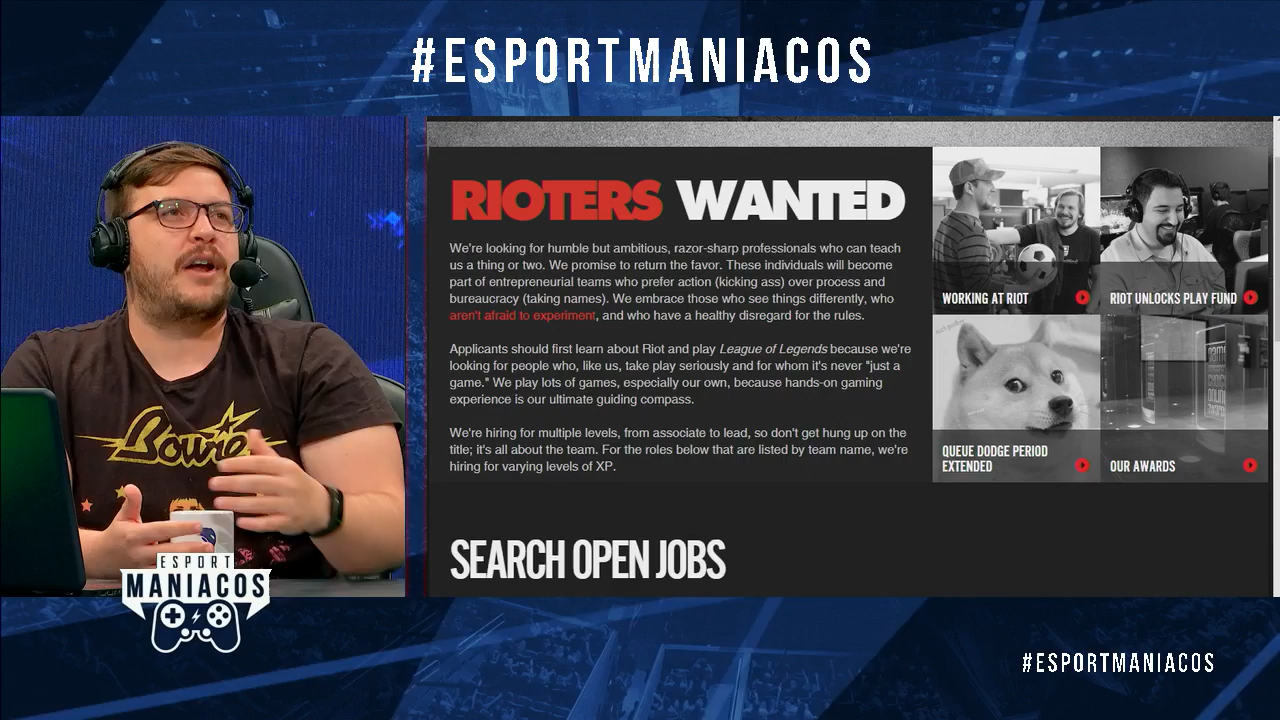 #ESPORTMANIACOS
RIOTERS WANTED
We're looking for humble but ambitious, razor-sharp professionals who can teach
us a thing or two. We promise to return the favor. These individuals will become
part of entrepreneurial teams who prefer action (kicking ass) over process and
bureaucracy (taking names). We embrace those who see things differently, who
aren't afraid to experiment, and who have a healthy disregard for the rules.
Applicants should first learn about Riot and play League of Legends because we're
looking for people who, like us, take play seriously and for whom it's never "just a
game." We play lots of games, especially our own, because hands-on gaming
experience is our ultimate guiding compass.
We're hiring for multiple levels, from associate to lead, so don't get hung up on the
title; it's all about the team. For the roles below that are listed by team name, we're
hiring for varying levels of XP.
WORKING AT RIOT
RIOT UNLOCKS PLAY FUND
QUEUE DODGE PERIOD
EXTENDED
OUR AWARDS
SEARCH OPEN JOBS
Bowie
ESPORT
MANIACOS
#ESPORTMANIACOS